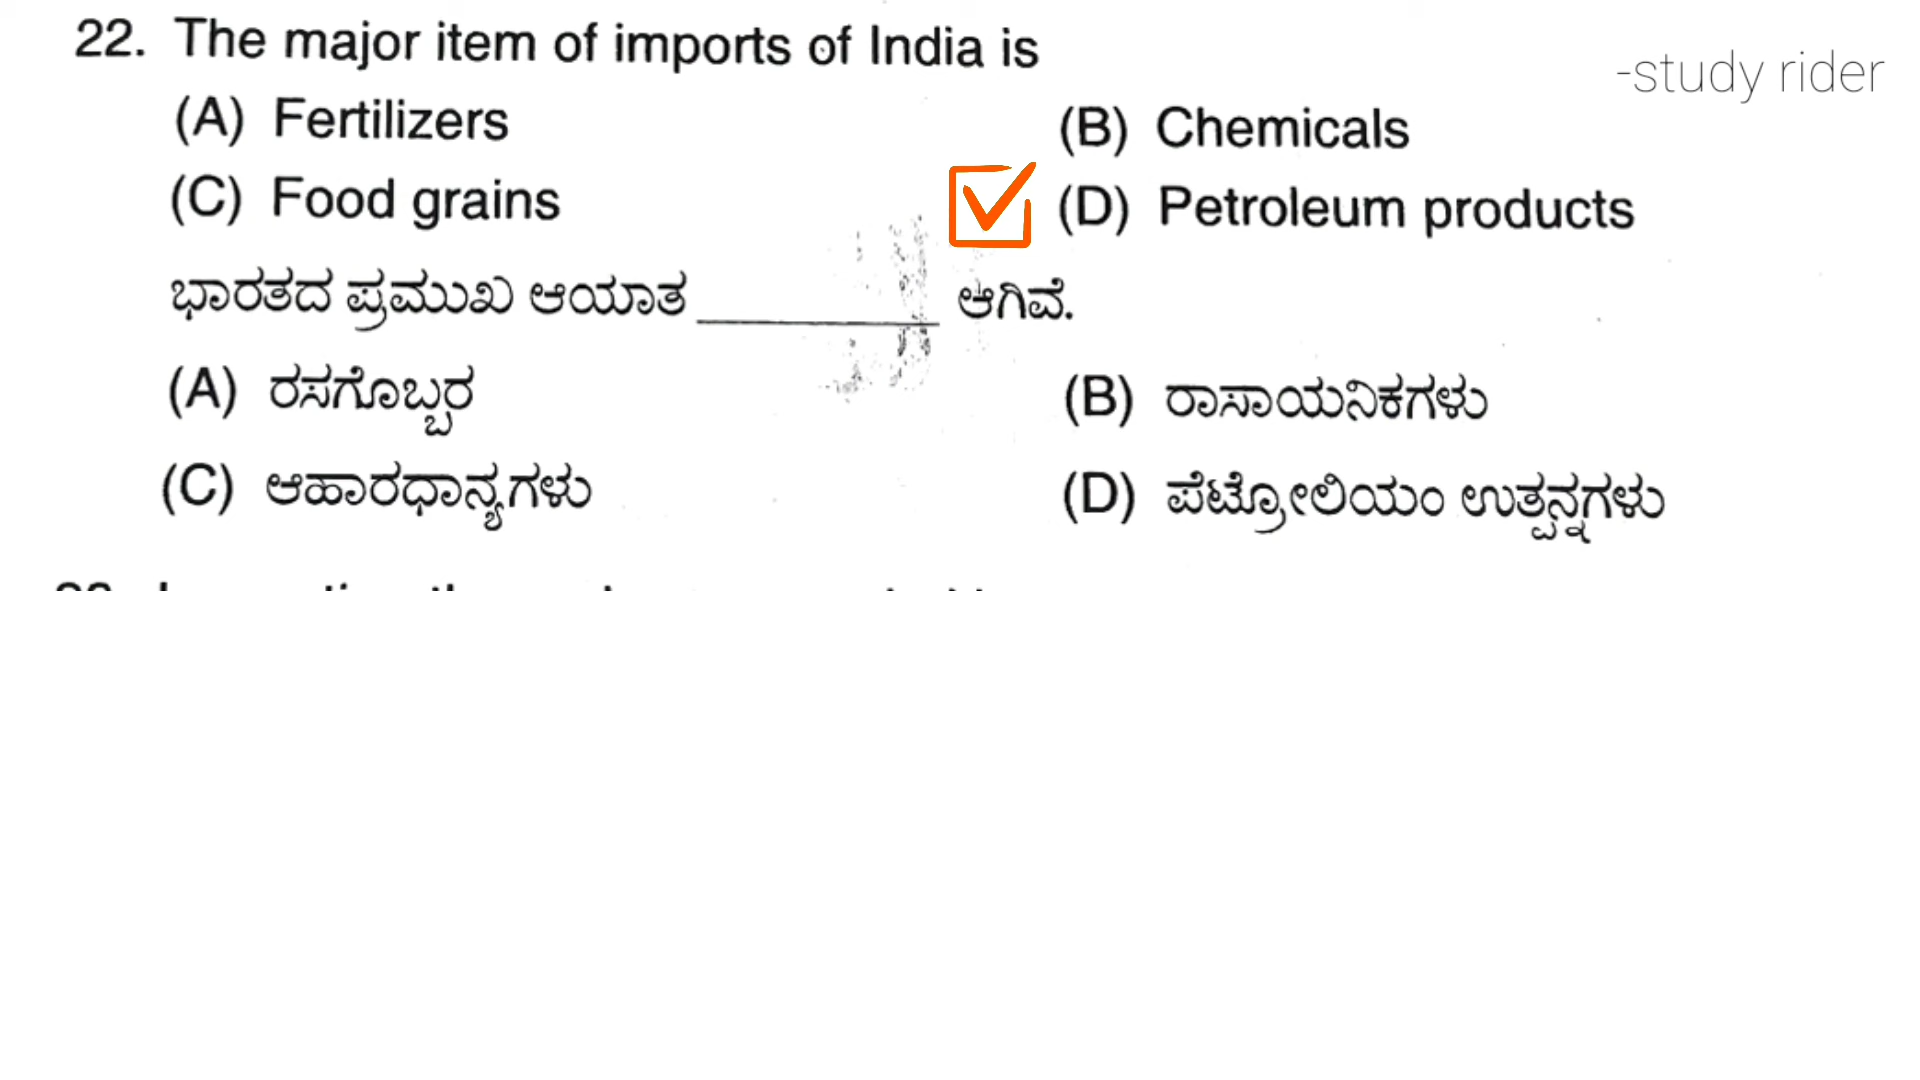 22. The major item of imports of India is
-study rider
(A) Fertilizers (B) Chemicals
(C) Food grains (D) Petroleum products
ಭಾರತದ ಪ್ರಮುಖ ಆಯಾತ ________ ಆಗಿವೆ.
(A) ರಸಗೊಬ್ಬರ (B) ರಾಸಾಯನಿಕಗಳು
(C) ಆಹಾರಧಾನ್ಯಗಳು (D) ಪೆಟ್ರೋಲಿಯಂ ಉತ್ಪನ್ನಗಳು